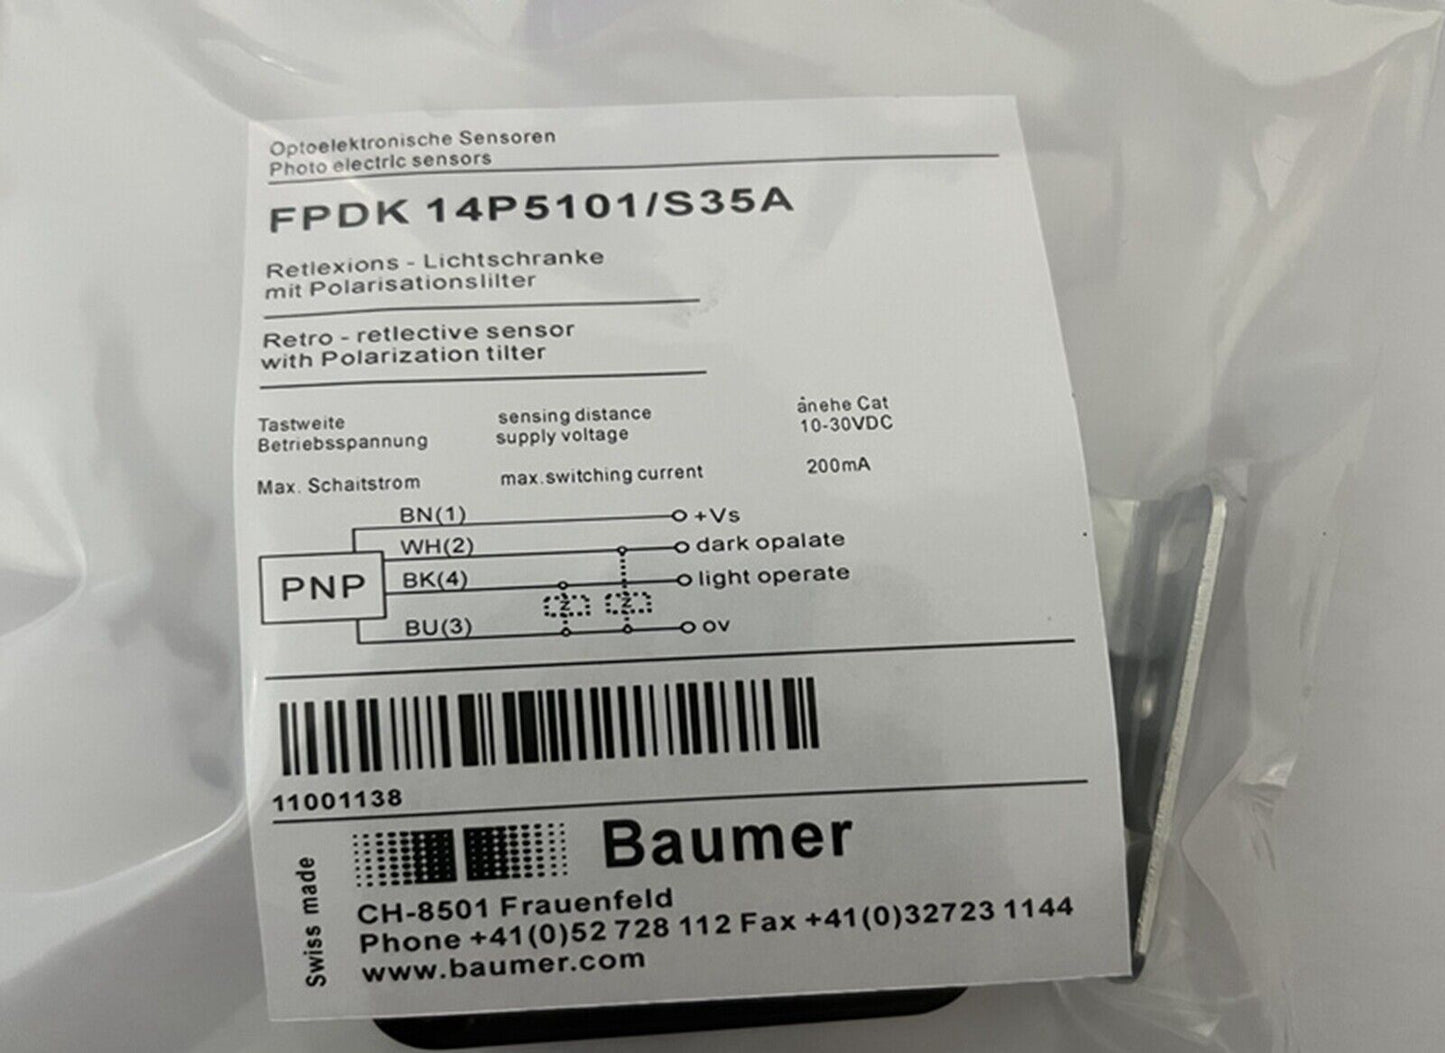 Optoelektronische Sensoren
Photo electric sensors
FPDK 14P5101/S35A
Retlexions - Lichtschranke
mit Polarisationslilter
Retro - retlective sensor
with Polarization tilter
Tastweite sensing distance ånehe Cat
Betriebsspannung supply voltage 10-30VDC
Max. Schaitstrom max.switching current 200mA
BN(1) +Vs
WH(2) dark opalate
PNP BK(4) light operate
Z Z
BU(3) ov
11001138
Swiss made
Baumer
CH-8501 Frauenfeld
Phone +41(0)52 728 112 Fax +41(0)32723 1144
www.baumer.com